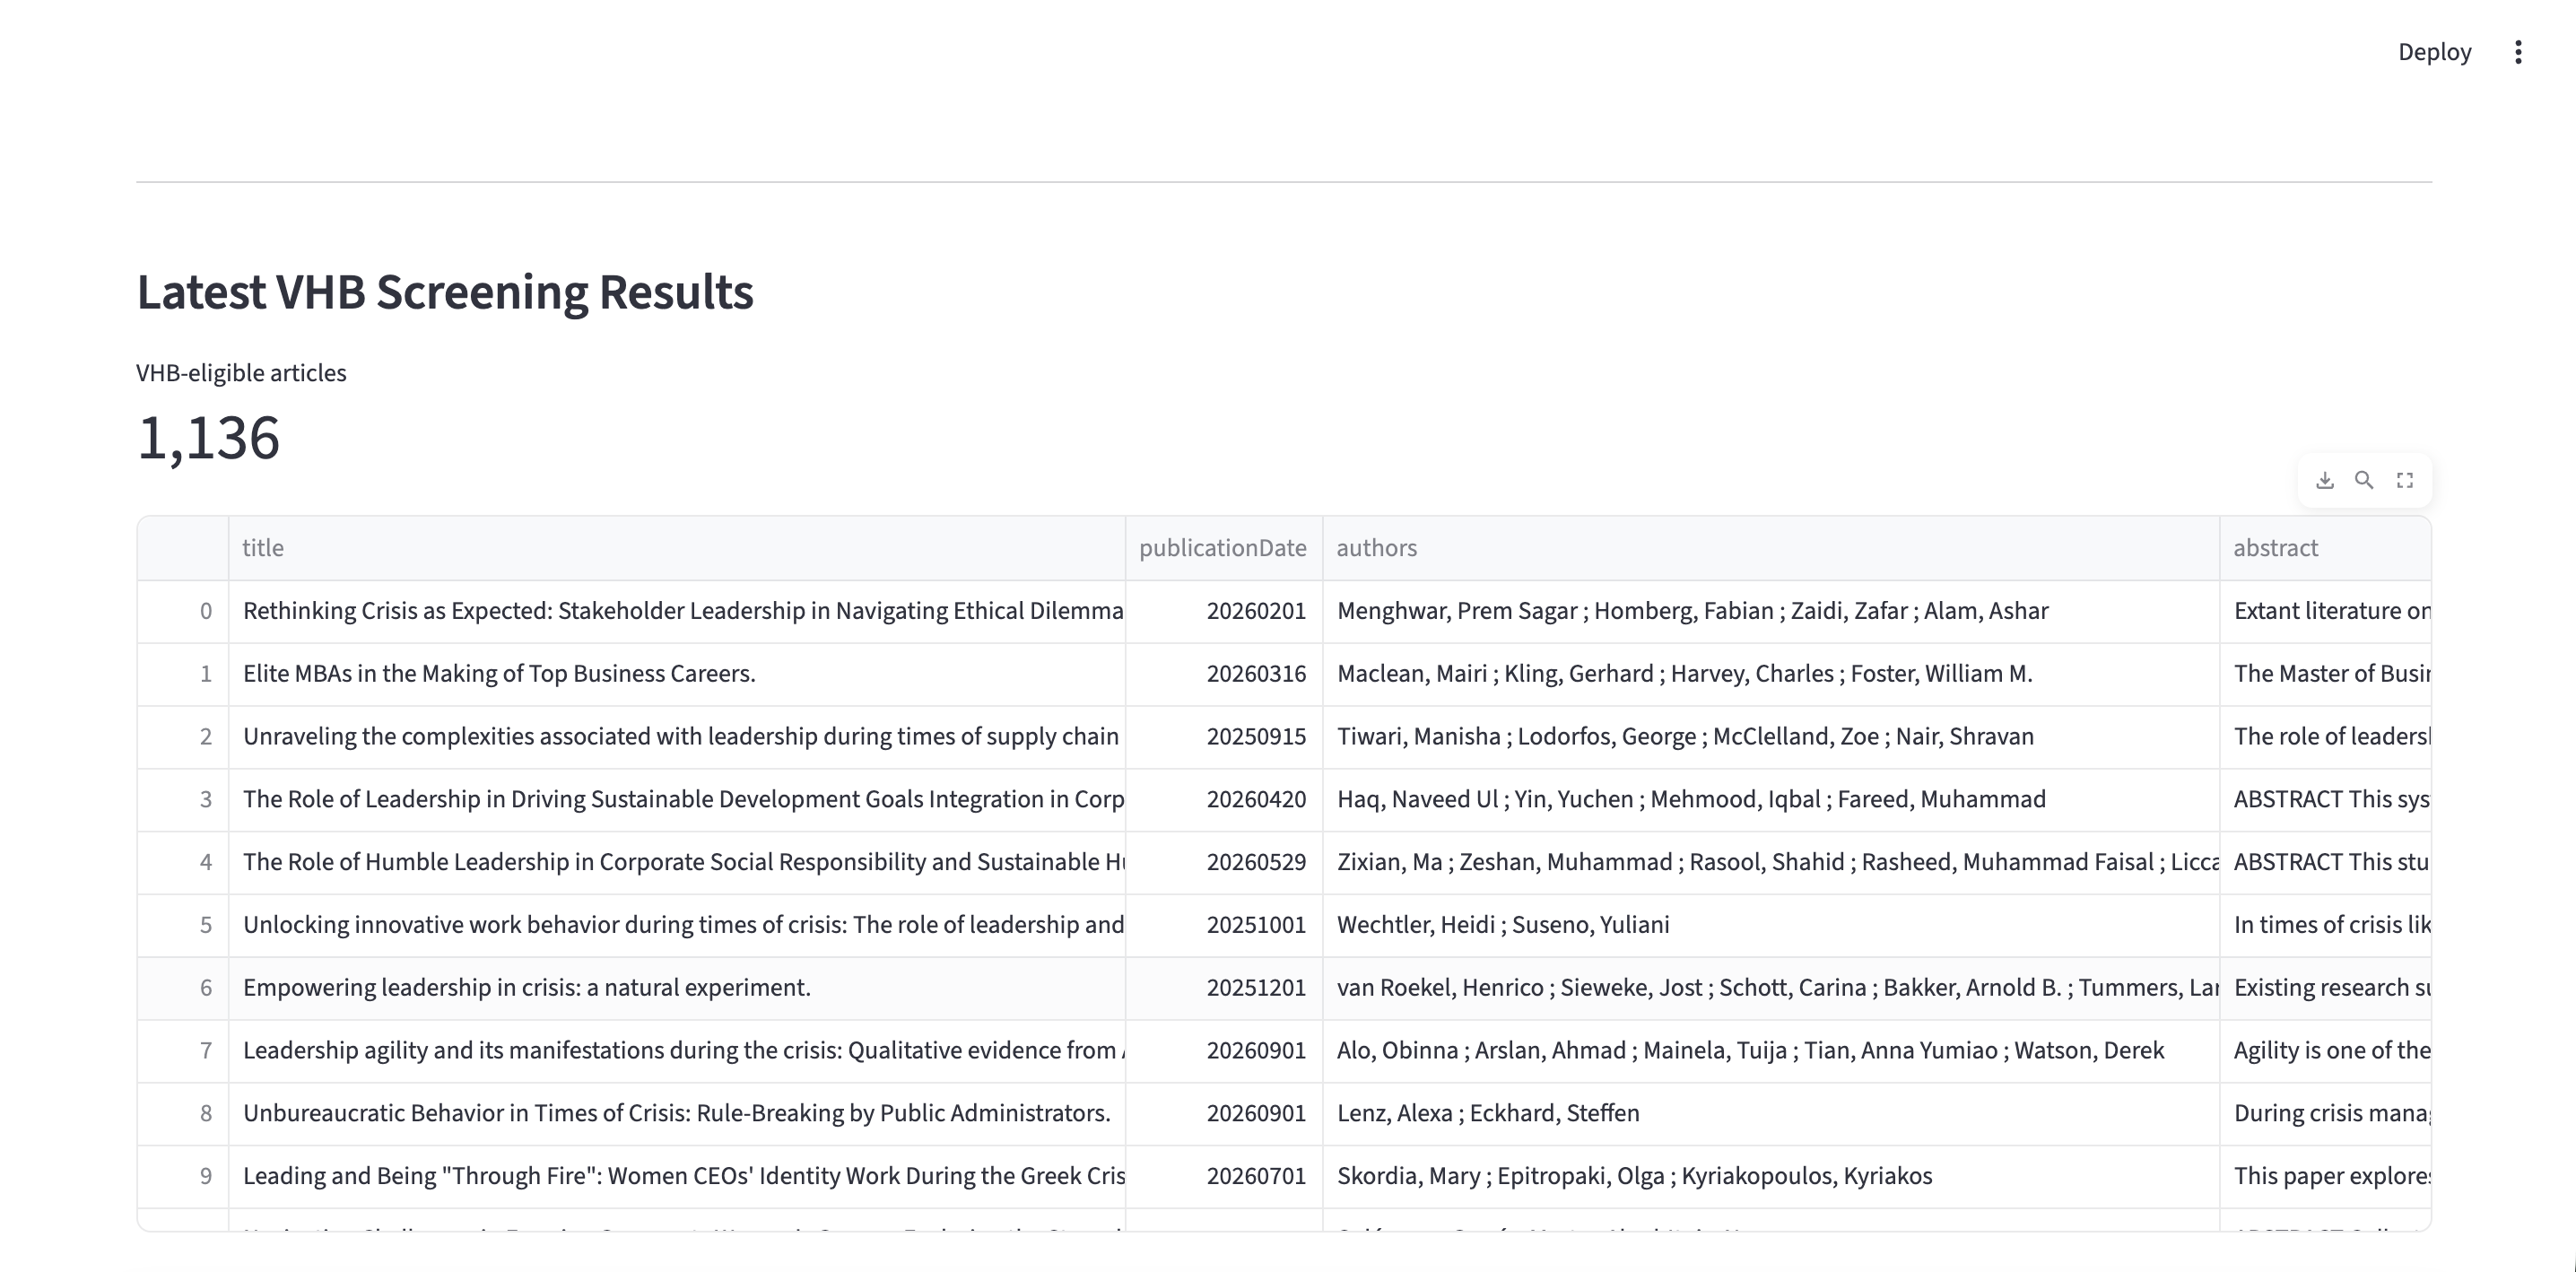 Deploy
Latest VHB Screening Results
VHB-eligible articles
1,136
title publicationDate authors abstract
0 Rethinking Crisis as Expected: Stakeholder Leadership in Navigating Ethical Dilemma 20260201 Menghwar, Prem Sagar ; Homberg, Fabian ; Zaidi, Zafar ; Alam, Ashar Extant literature on
1 Elite MBAs in the Making of Top Business Careers. 20260316 Maclean, Mairi ; Kling, Gerhard ; Harvey, Charles ; Foster, William M. The Master of Busin
2 Unraveling the complexities associated with leadership during times of supply chain 20250915 Tiwari, Manisha ; Lodorfos, George ; McClelland, Zoe ; Nair, Shravan The role of leadersh
3 The Role of Leadership in Driving Sustainable Development Goals Integration in Corp 20260420 Haq, Naveed Ul ; Yin, Yuchen ; Mehmood, Iqbal ; Fareed, Muhammad ABSTRACT This sys
4 The Role of Humble Leadership in Corporate Social Responsibility and Sustainable Hu 20260529 Zixian, Ma ; Zeshan, Muhammad ; Rasool, Shahid ; Rasheed, Muhammad Faisal ; Licca ABSTRACT This stu
5 Unlocking innovative work behavior during times of crisis: The role of leadership and 20251001 Wechtler, Heidi ; Suseno, Yuliani In times of crisis lik
6 Empowering leadership in crisis: a natural experiment. 20251201 van Roekel, Henrico ; Sieweke, Jost ; Schott, Carina ; Bakker, Arnold B. ; Tummers, Lar Existing research su
7 Leadership agility and its manifestations during the crisis: Qualitative evidence from 20260901 Alo, Obinna ; Arslan, Ahmad ; Mainela, Tuija ; Tian, Anna Yumiao ; Watson, Derek Agility is one of the
8 Unbureaucratic Behavior in Times of Crisis: Rule-Breaking by Public Administrators. 20260901 Lenz, Alexa ; Eckhard, Steffen During crisis manag
9 Leading and Being "Through Fire": Women CEOs' Identity Work During the Greek Cris 20260701 Skordia, Mary ; Epitropaki, Olga ; Kyriakopoulos, Kyriakos This paper explores